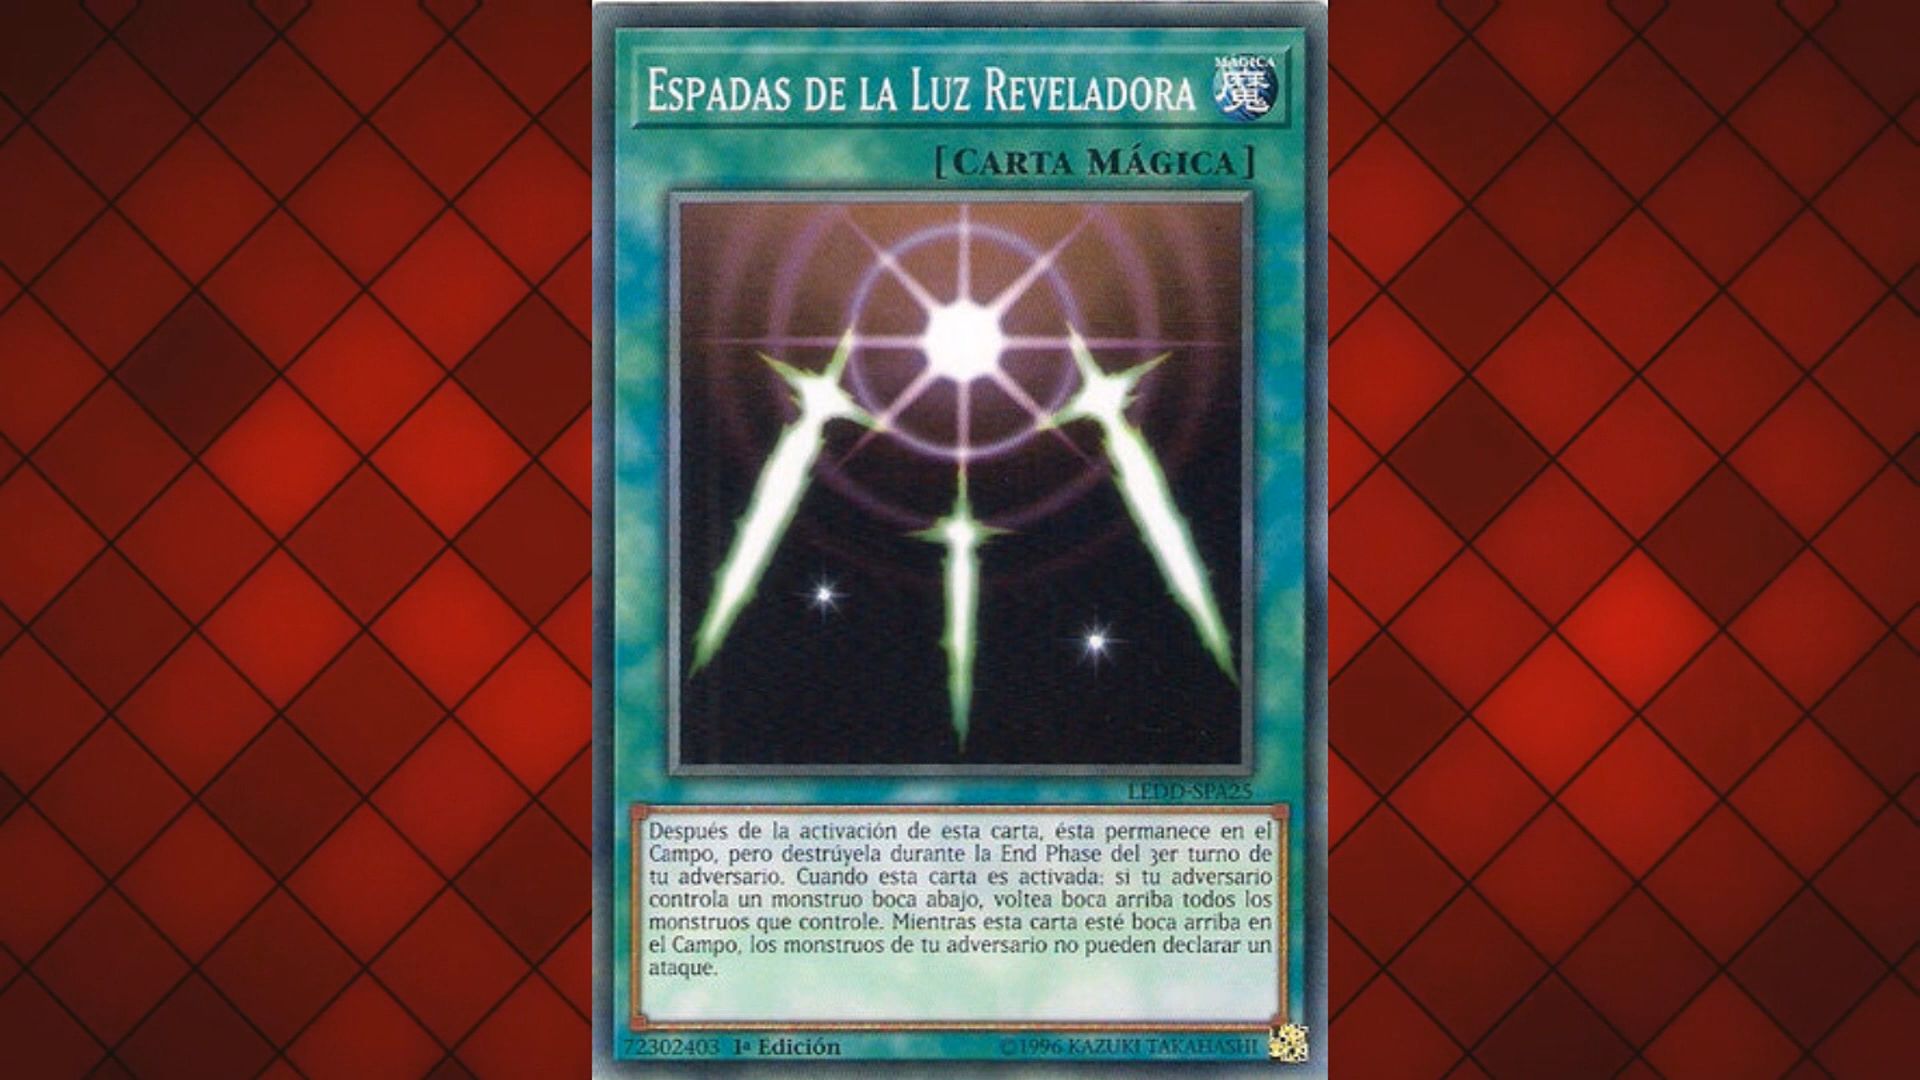 ESPADAS DE LA LUZ REVELADORA
MÁGICA
魔
[CARTA MÁGICA]
LEDD-SPA25
Después de la activación de esta carta, ésta permanece en el
Campo, pero destrúyela durante la End Phase del 3er turno de
tu adversario. Cuando esta carta es activada: si tu adversario
controla un monstruo boca abajo, voltea boca arriba todos los
monstruos que controle. Mientras esta carta esté boca arriba en
el Campo, los monstruos de tu adversario no pueden declarar un
ataque.
72302403 1ª Edición ©1996 KAZUKI TAKAHASHI